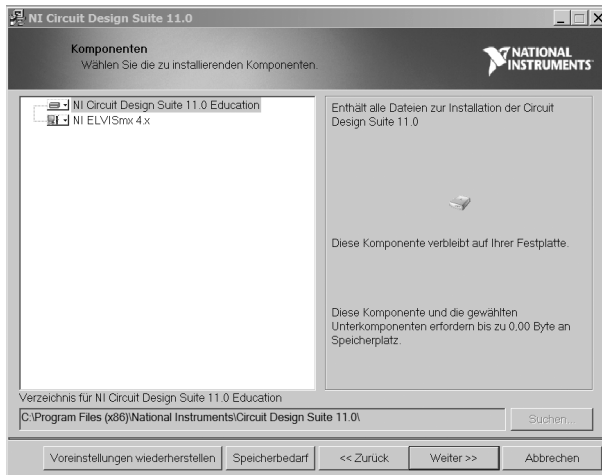 NI Circuit Design Suite 11.0
Komponenten
Wählen Sie die zu installierenden Komponenten.
NATIONAL
INSTRUMENTS
NI Circuit Design Suite 11.0 Education
NI ELVISmx 4.x
Enthält alle Dateien zur Installation der Circuit
Design Suite 11.0
Diese Komponente verbleibt auf Ihrer Festplatte.
Diese Komponente und die gewählten
Unterkomponenten erfordern bis zu 0,00 Byte an
Speicherplatz.
Verzeichnis für NI Circuit Design Suite 11.0 Education
C:\Program Files (x86)\National Instruments\Circuit Design Suite 11.0\
Suchen...
Voreinstellungen wiederherstellen
Speicherbedarf
<< Zurück
Weiter >>
Abbrechen